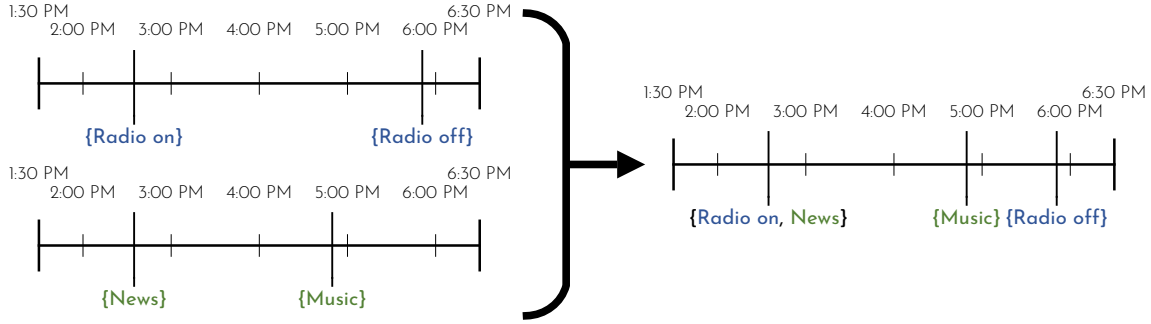 1:30 PM 6:30 PM
2:00 PM 3:00 PM 4:00 PM 5:00 PM 6:00 PM
{Radio on} {Radio off}
1:30 PM 6:30 PM
2:00 PM 3:00 PM 4:00 PM 5:00 PM 6:00 PM
{News} {Music}
1:30 PM 6:30 PM
2:00 PM 3:00 PM 4:00 PM 5:00 PM 6:00 PM
{Radio on, News} {Music} {Radio off}